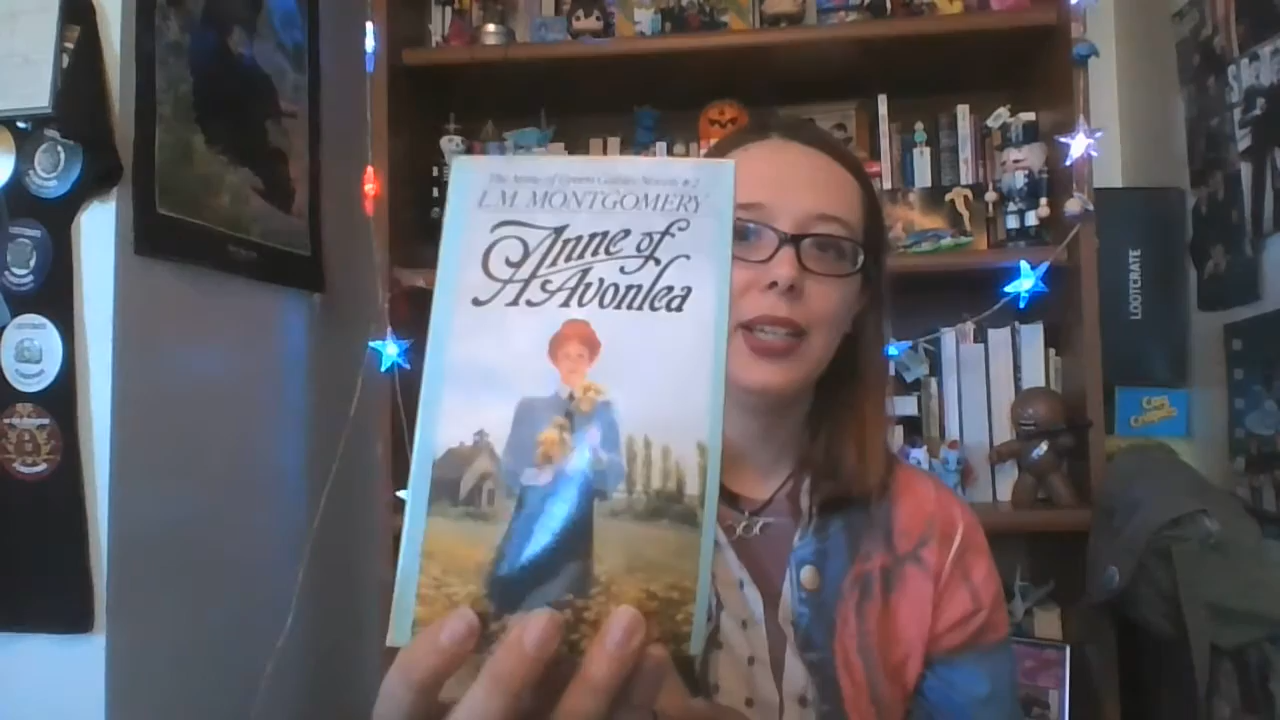 The Anne of Green Gables Novels #2
L.M. MONTGOMERY
Anne of
Avonlea
LOOTCRATE